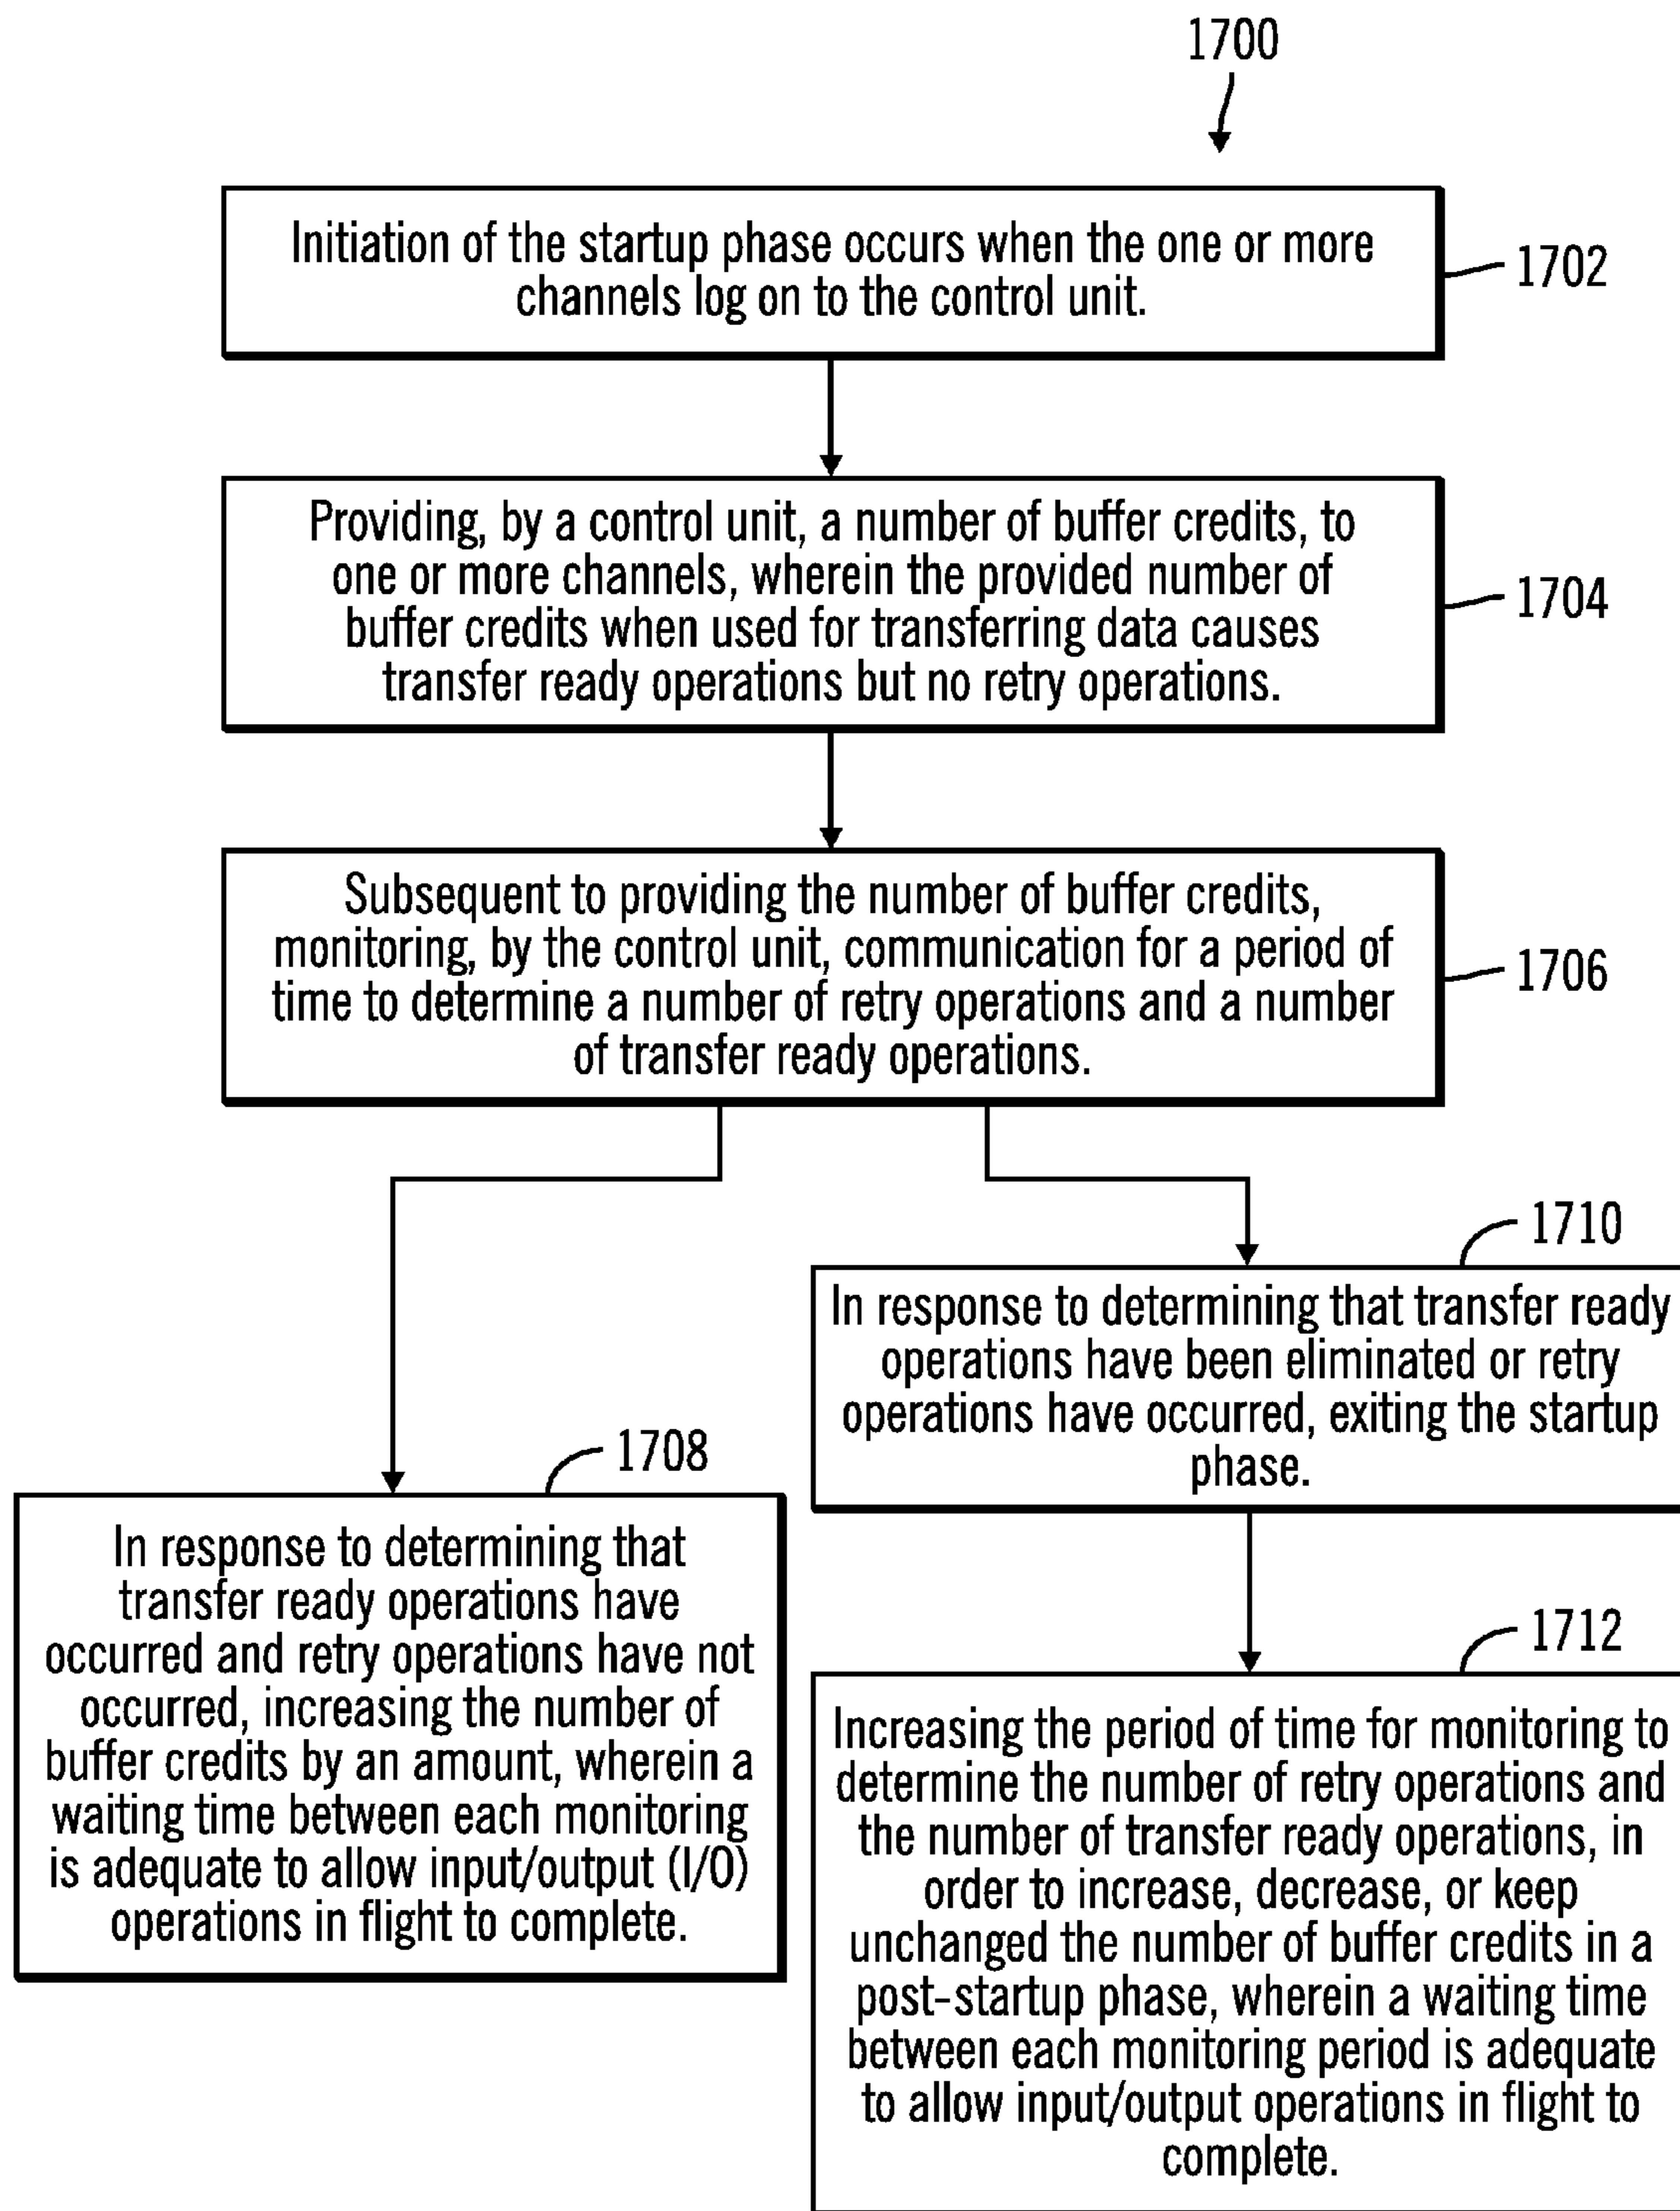 1700
Initiation of the startup phase occurs when the one or more
channels log on to the control unit.
1702
Providing, by a control unit, a number of buffer credits, to
one or more channels, wherein the provided number of
buffer credits when used for transferring data causes
transfer ready operations but no retry operations.
1704
Subsequent to providing the number of buffer credits,
monitoring, by the control unit, communication for a period of
time to determine a number of retry operations and a number
of transfer ready operations.
1706
1710
In response to determining that transfer ready
operations have been eliminated or retry
operations have occurred, exiting the startup
phase.
1708
In response to determining that
transfer ready operations have
occurred and retry operations have not
occurred, increasing the number of
buffer credits by an amount, wherein a
waiting time between each monitoring
is adequate to allow input/output (I/O)
operations in flight to complete.
1712
Increasing the period of time for monitoring to
determine the number of retry operations and
the number of transfer ready operations, in
order to increase, decrease, or keep
unchanged the number of buffer credits in a
post-startup phase, wherein a waiting time
between each monitoring period is adequate
to allow input/output operations in flight to
complete.